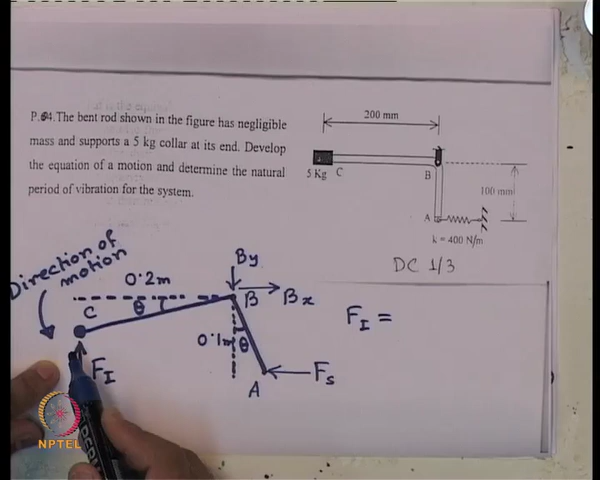 P.64. The bent rod shown in the figure has negligible
mass and supports a 5 kg collar at its end. Develop
the equation of a motion and determine the natural
period of vibration for the system.
200 mm
5 Kg C
B
100 mm
A
k = 400 N/m
DC 1/3
Direction of
motion
0.2m
θ
C
By
B
Bx
0.1m θ
A
Fs
FI
FI =
NPTEL